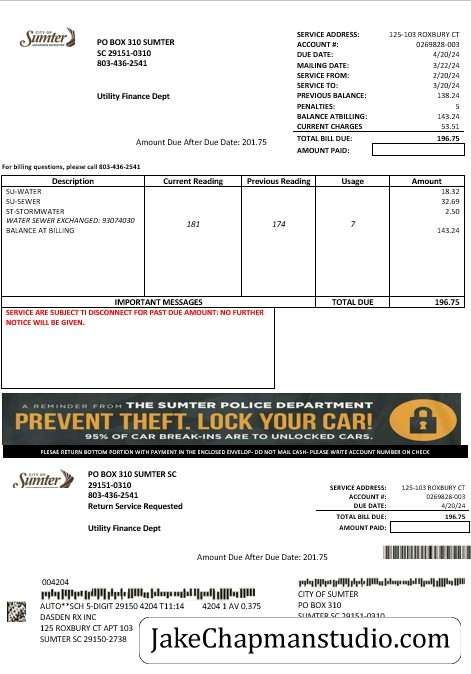 CITY OF
Sumter
PO BOX 310 SUMTER
SC 29151-0310
803-436-2541
Utility Finance Dept
SERVICE ADDRESS: 125-103 ROXBURY CT
ACCOUNT #: 0269828-003
DUE DATE: 4/20/24
MAILING DATE: 3/22/24
SERVICE FROM: 2/20/24
SERVICE TO: 3/20/24
PREVIOUS BALANCE: 138.24
PENALTIES: 5
BALANCE ATBILLING: 143.24
CURRENT CHARGES 53.51
TOTAL BILL DUE: 196.75
AMOUNT PAID:
Amount Due After Due Date: 201.75
For billing questions, please call 803-436-2541
Description Current Reading Previous Reading Usage Amount
SU-WATER 18.32
SU-SEWER 32.69
ST-STORMWATER 2.50
WATER SEWER EXCHANGED: 93074030 181 174 7
BALANCE AT BILLING 143.24
IMPORTANT MESSAGES TOTAL DUE 196.75
SERVICE ARE SUBJECT TI DISCONNECT FOR PAST DUE AMOUNT: NO FURTHER
NOTICE WILL BE GIVEN.
A REMINDER FROM THE SUMTER POLICE DEPARTMENT
PREVENT THEFT. LOCK YOUR CAR!
95% OF CAR BREAK-INS ARE TO UNLOCKED CARS.
PLESAE RETURN BOTTOM PORTION WITH PAYMENT IN THE ENCLOSED ENVELOP- DO NOT MAIL CASH- PLEASE WRITE ACCOUNT NUMBER ON CHECK
CITY OF
Sumter
PO BOX 310 SUMTER SC
29151-0310
803-436-2541
Return Service Requested
Utility Finance Dept
SERVICE ADDRESS: 125-103 ROXBURY CT
ACCOUNT #: 0269828-003
DUE DATE: 4/20/24
TOTAL BILL DUE: 196.75
AMOUNT PAID:
Amount Due After Due Date: 201.75
004204
AUTO**SCH 5-DIGIT 29150 4204 T11:14 4204 1 AV 0.375
DASDEN RX INC
125 ROXBURY CT APT 103
SUMTER SC 29150-2738
CITY OF SUMTER
PO BOX 310
SUMTER SC 29151-0310
JakeChapmanstudio.com